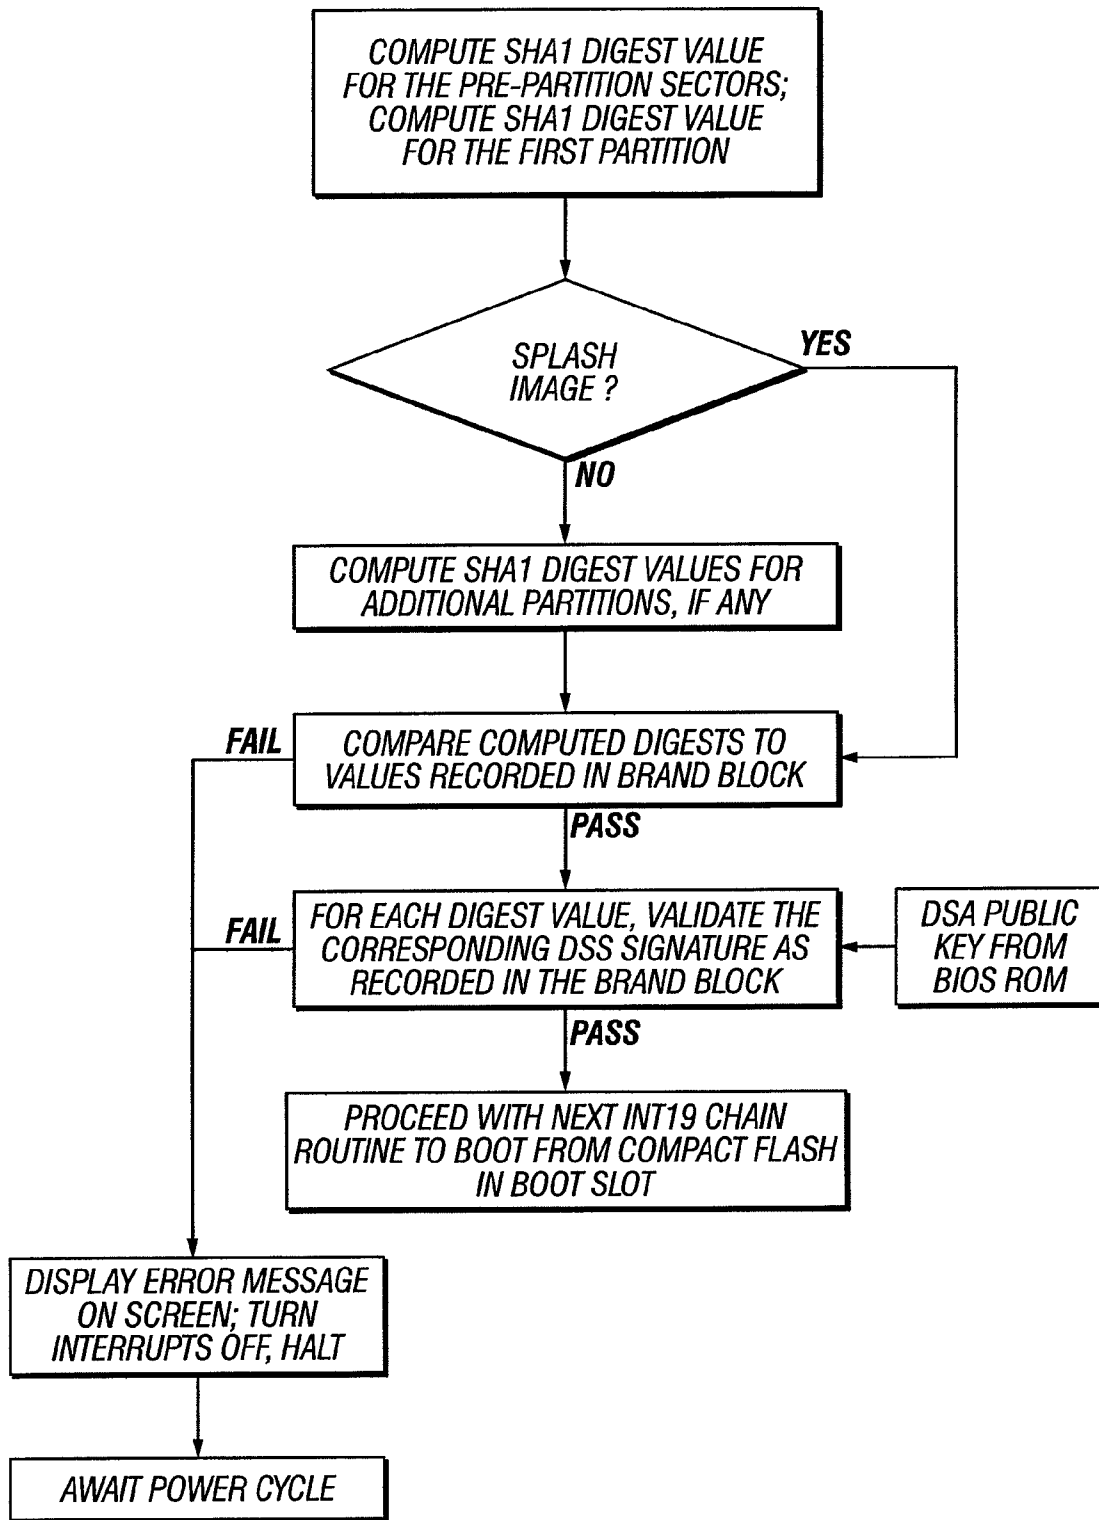 COMPUTE SHA1 DIGEST VALUE
FOR THE PRE-PARTITION SECTORS;
COMPUTE SHA1 DIGEST VALUE
FOR THE FIRST PARTITION
SPLASH
IMAGE ?
YES
NO
COMPUTE SHA1 DIGEST VALUES FOR
ADDITIONAL PARTITIONS, IF ANY
FAIL
COMPARE COMPUTED DIGESTS TO
VALUES RECORDED IN BRAND BLOCK
PASS
FAIL
FOR EACH DIGEST VALUE, VALIDATE THE
CORRESPONDING DSS SIGNATURE AS
RECORDED IN THE BRAND BLOCK
DSA PUBLIC
KEY FROM
BIOS ROM
PASS
PROCEED WITH NEXT INT19 CHAIN
ROUTINE TO BOOT FROM COMPACT FLASH
IN BOOT SLOT
DISPLAY ERROR MESSAGE
ON SCREEN; TURN
INTERRUPTS OFF, HALT
AWAIT POWER CYCLE